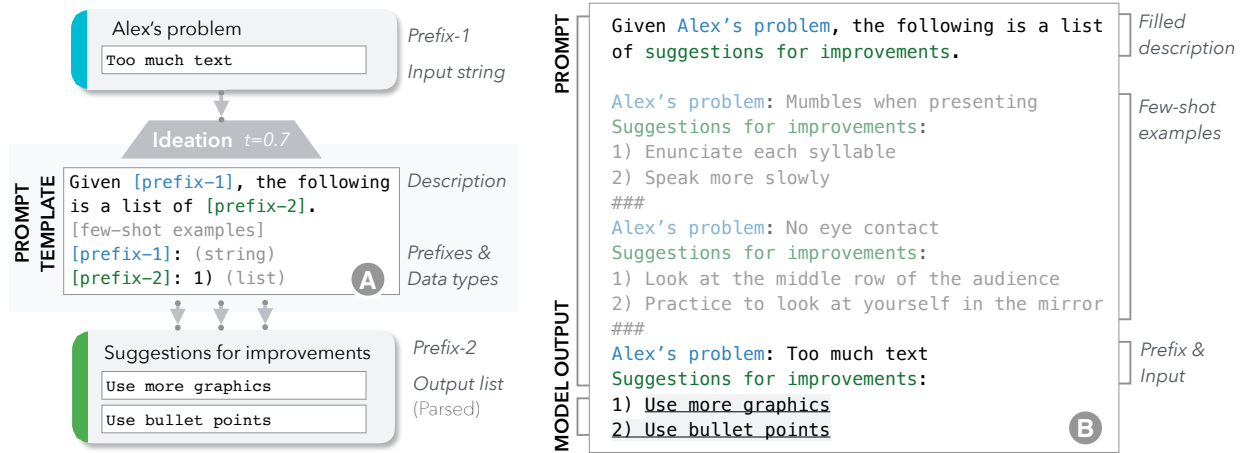 Alex's problem
Too much text
Prefix-1
Input string
Ideation t=0.7
PROMPT
TEMPLATE
Given [prefix-1], the following
is a list of [prefix-2].
[few-shot examples]
[prefix-1]: (string)
[prefix-2]: 1) (list)
A
Description
Prefixes &
Data types
Suggestions for improvements
Use more graphics
Use bullet points
Prefix-2
Output list
(Parsed)
PROMPT
Given Alex's problem, the following is a list
of suggestions for improvements.
Alex's problem: Mumbles when presenting
Suggestions for improvements:
1) Enunciate each syllable
2) Speak more slowly
###
Alex's problem: No eye contact
Suggestions for improvements:
1) Look at the middle row of the audience
2) Practice to look at yourself in the mirror
###
Alex's problem: Too much text
Suggestions for improvements:
MODEL OUTPUT
1) Use more graphics
2) Use bullet points
B
Filled
description
Few-shot
examples
Prefix &
Input